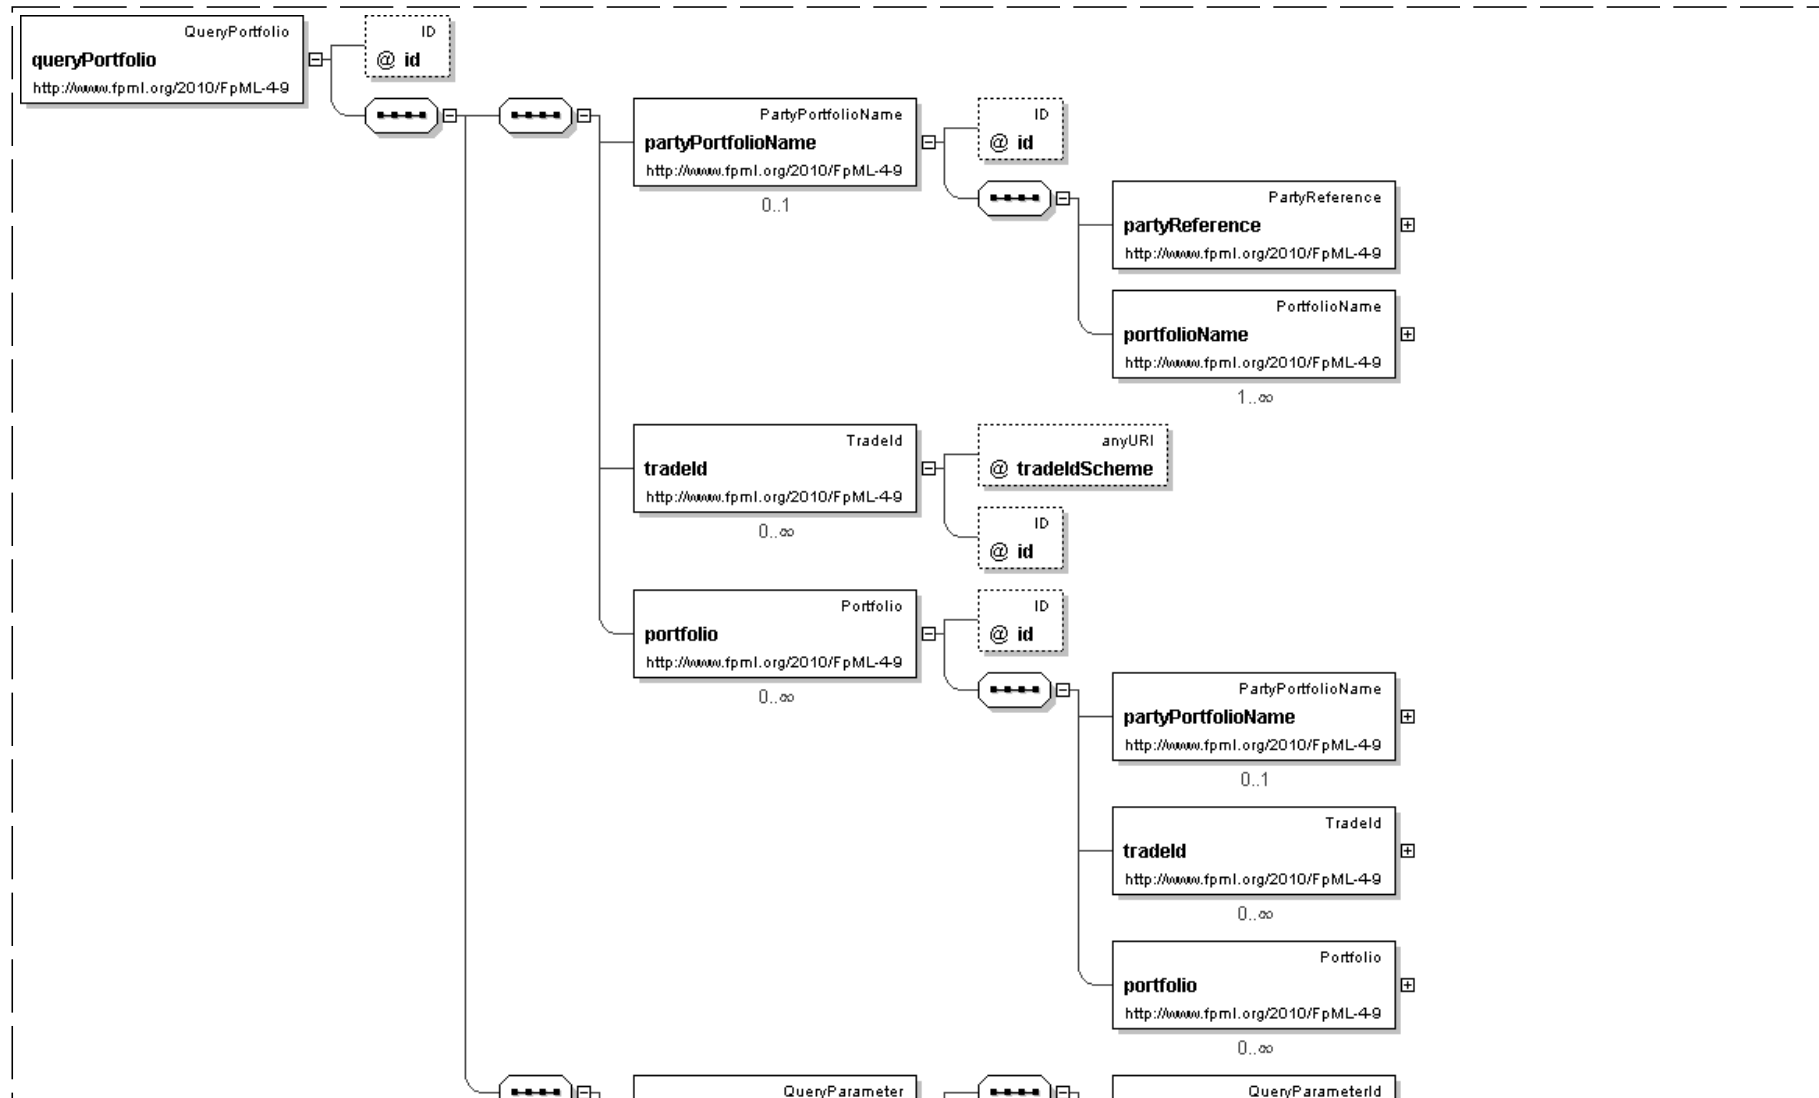 QueryPortfolio
queryPortfolio
http://www.fpml.org/2010/FpML-4-9
ID
@ id
PartyPortfolioName
partyPortfolioName
http://www.fpml.org/2010/FpML-4-9
0..1
ID
@ id
PartyReference
partyReference
http://www.fpml.org/2010/FpML-4-9
PortfolioName
portfolioName
http://www.fpml.org/2010/FpML-4-9
1..∞
TradeId
tradeId
http://www.fpml.org/2010/FpML-4-9
0..∞
anyURI
@ tradeIdScheme
ID
@ id
Portfolio
portfolio
http://www.fpml.org/2010/FpML-4-9
0..∞
ID
@ id
PartyPortfolioName
partyPortfolioName
http://www.fpml.org/2010/FpML-4-9
0..1
TradeId
tradeId
http://www.fpml.org/2010/FpML-4-9
0..∞
Portfolio
portfolio
http://www.fpml.org/2010/FpML-4-9
0..∞
QueryParameter
QueryParameterId